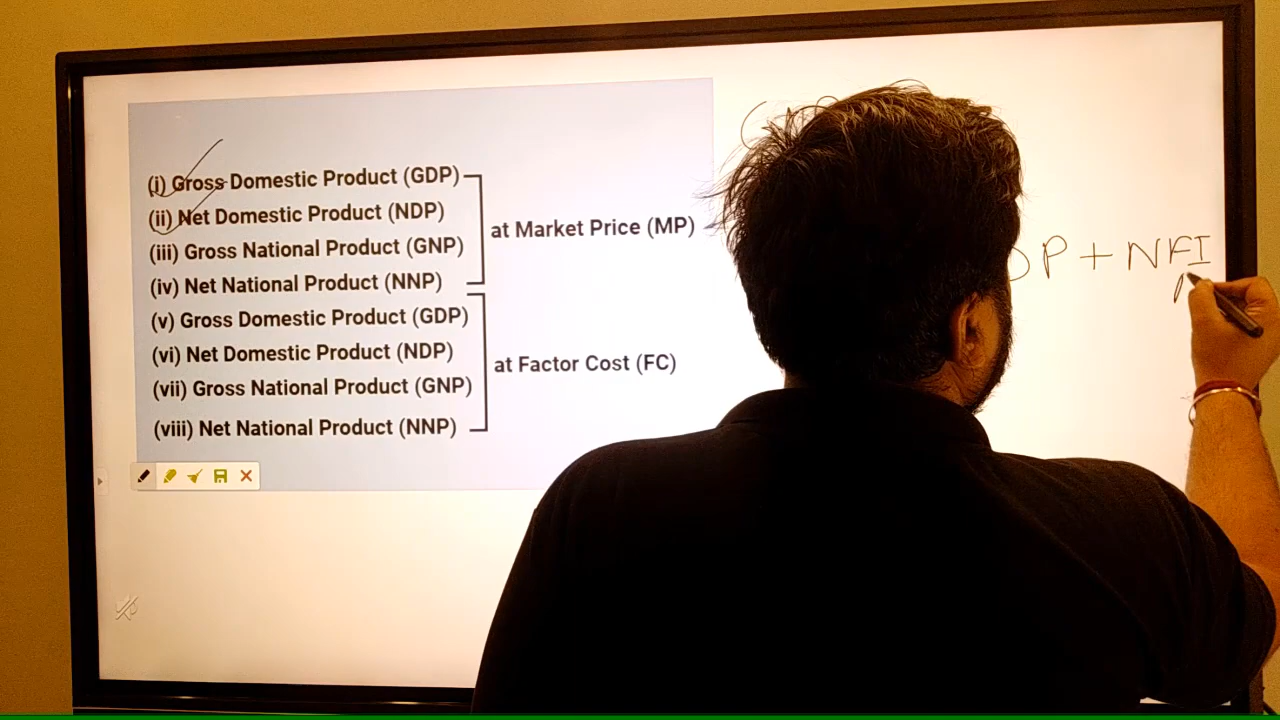 (i) Gross Domestic Product (GDP)
(ii) Net Domestic Product (NDP)
(iii) Gross National Product (GNP)
(iv) Net National Product (NNP)
at Market Price (MP)
(v) Gross Domestic Product (GDP)
(vi) Net Domestic Product (NDP)
(vii) Gross National Product (GNP)
(viii) Net National Product (NNP)
at Factor Cost (FC)
P + NFI